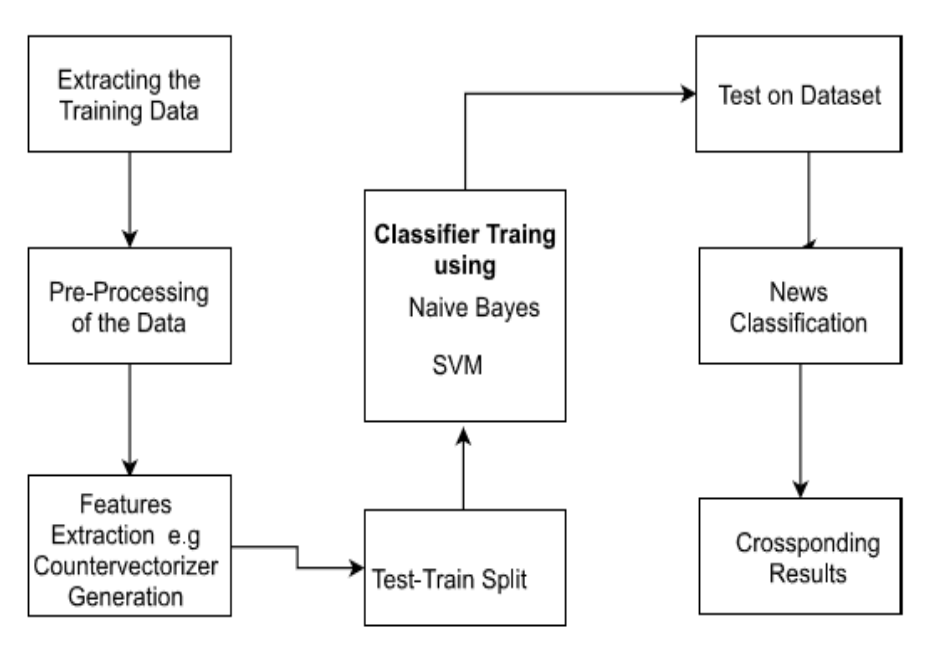 Extracting the
Training Data
Pre-Processing
of the Data
Features
Extraction e.g
Countervectorizer
Generation
Test-Train Split
Classifier Traing
using
Naive Bayes
SVM
Test on Dataset
News
Classification
Crossponding
Results